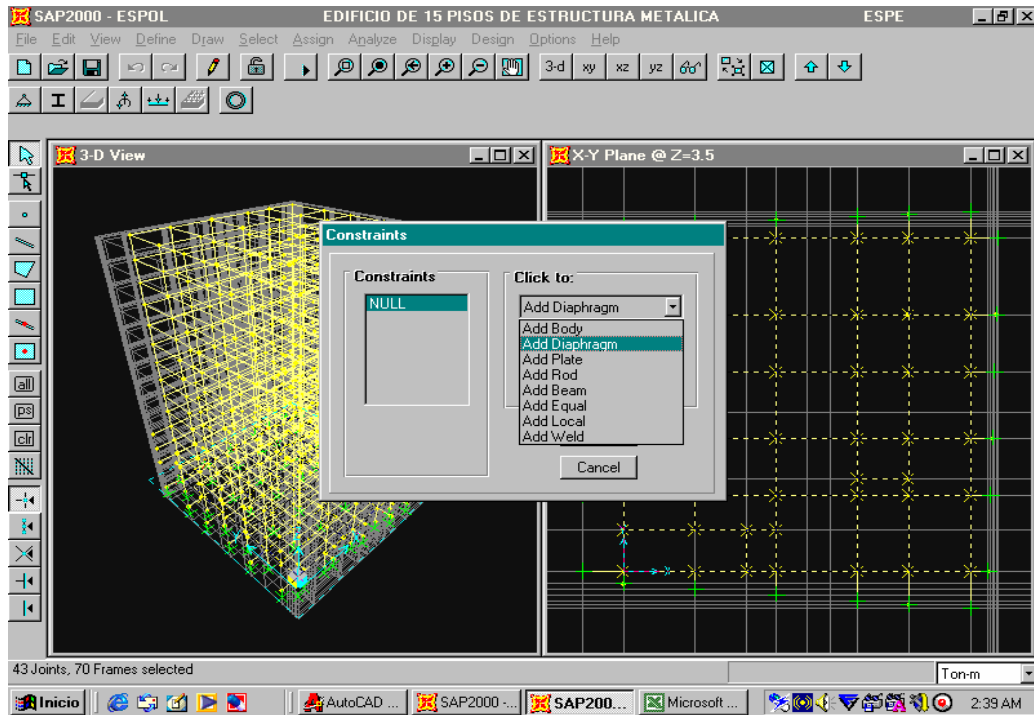 SAP2000 - ESPOL EDIFICIO DE 15 PISOS DE ESTRUCTURA METALICA ESPE
File Edit View Define Draw Select Assign Analyze Display Design Options Help
3-d xy xz yz
3-D View
X-Y Plane @ Z=3.5
Constraints
Constraints
NULL
Click to:
Add Diaphragm
Add Body
Add Diaphragm
Add Plate
Add Rod
Add Beam
Add Equal
Add Local
Add Weld
Cancel
all
ps
clr
43 Joints, 70 Frames selected
Ton-m
Inicio AutoCAD ... SAP2000 -... SAP200... Microsoft ... 2:39 AM